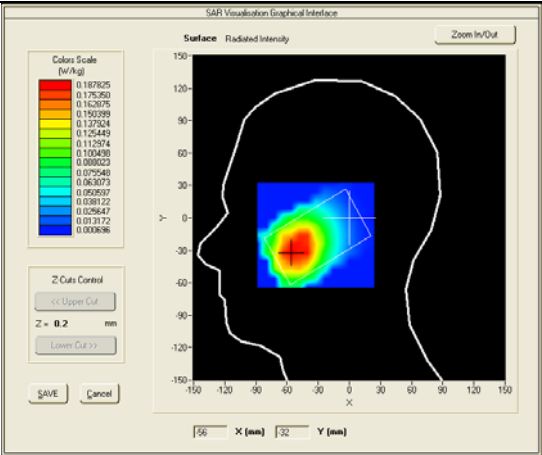 SAR Visualisation Graphical Interface
Surface Radiated Intensity
Zoom In/Out
Colors Scale
(W/kg)
0.187825
0.175350
0.162875
0.150399
0.137924
0.125449
0.112974
0.100498
0.088023
0.075548
0.063073
0.050597
0.038122
0.025647
0.013172
0.000696
Z-Cuts Control
<< Upper Cut
Z = 0.2 mm
Lower Cut >>
SAVE Cancel
150
120
90
60
30
0
-30
-60
-90
-120
-150
Y
-150 -120 -90 -60 -30 0 30 60 90 120 150
X
-56 X (mm) -32 Y (mm)